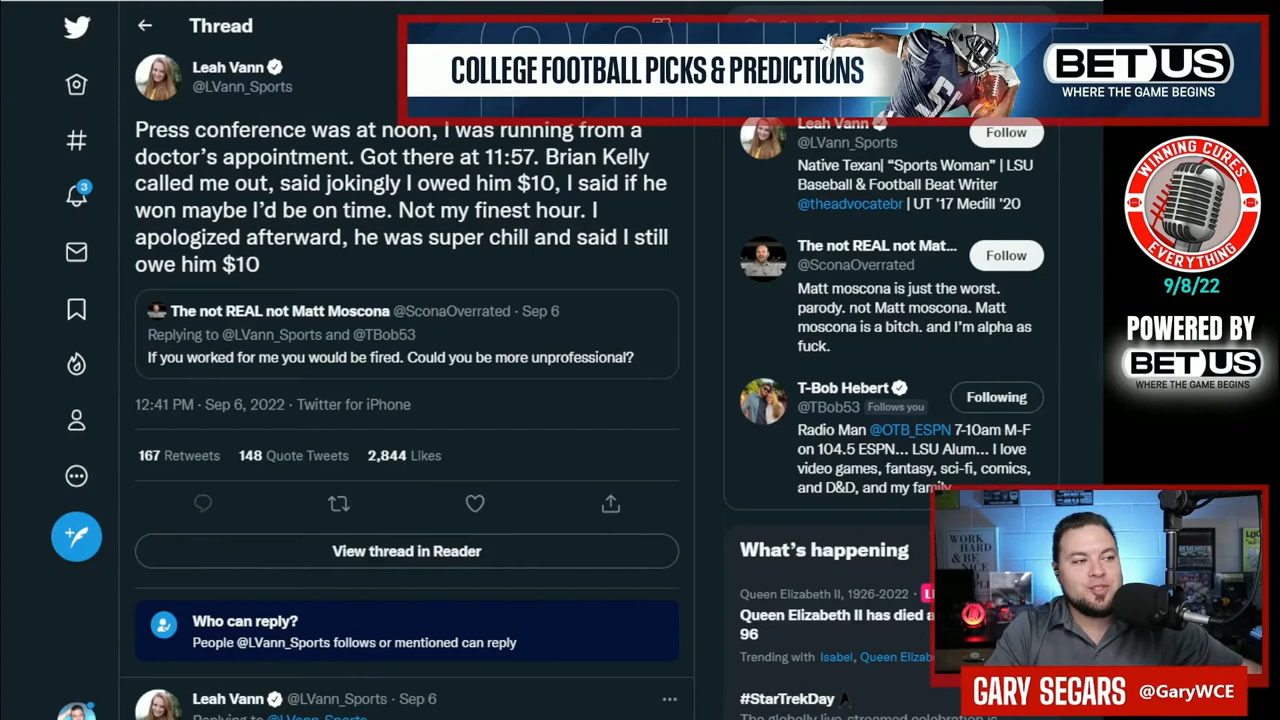 Thread
COLLEGE FOOTBALL PICKS & PREDICTIONS
BETUS
WHERE THE GAME BEGINS
Leah Vann
@LVann_Sports
Press conference was at noon, I was running from a
doctor's appointment. Got there at 11:57. Brian Kelly
called me out, said jokingly I owed him $10, I said if he
won maybe I'd be on time. Not my finest hour. I
apologized afterward, he was super chill and said I still
owe him $10
The not REAL not Matt Moscona @SconaOverrated · Sep 6
Replying to @LVann_Sports and @TBob53
If you worked for me you would be fired. Could you be more unprofessional?
12:41 PM · Sep 6, 2022 · Twitter for iPhone
167 Retweets 148 Quote Tweets 2,844 Likes
View thread in Reader
Who can reply?
People @LVann_Sports follows or mentioned can reply
Leah Vann @LVann_Sports · Sep 6
Replying to @LVann_Sports
3
Leah Vann
@LVann_Sports
Follow
Native Texan| "Sports Woman" | LSU
Baseball & Football Beat Writer
@theadvocatebr | UT '17 Medill '20
The not REAL not Mat...
@SconaOverrated
Follow
Matt moscona is just the worst.
parody. not Matt moscona. Matt
moscona is a bitch. and I'm alpha as
fuck.
T-Bob Hebert
@TBob53 Follows you
Following
Radio Man @OTB_ESPN 7-10am M-F
on 104.5 ESPN... LSU Alum... I love
video games, fantasy, sci-fi, comics,
and D&D, and my family
What's happening
Queen Elizabeth II, 1926-2022 ·
Queen Elizabeth II has died a
96
Trending with Isabel, Queen Elizab
#StarTrekDay
WINNING CURES
EVERYTHING
9/8/22
POWERED BY
BETUS
WHERE THE GAME BEGINS
WORK
HARD
& BE
NICE
GARY SEGARS @GaryWCE